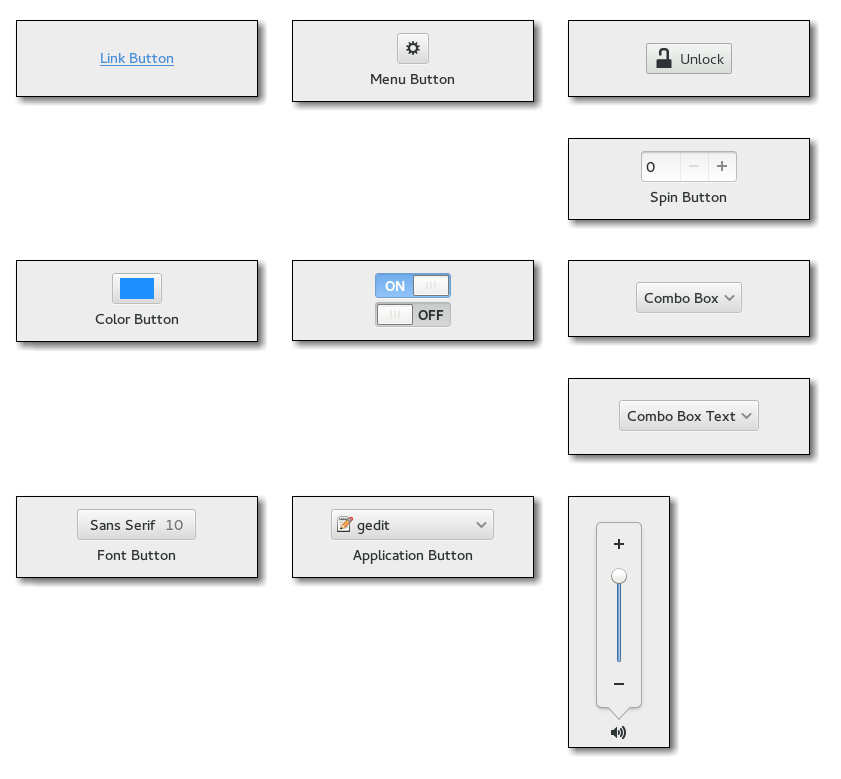 Link Button
Menu Button
Unlock
0
Spin Button
Color Button
ON
OFF
Combo Box
Combo Box Text
Sans Serif 10
Font Button
gedit
Application Button